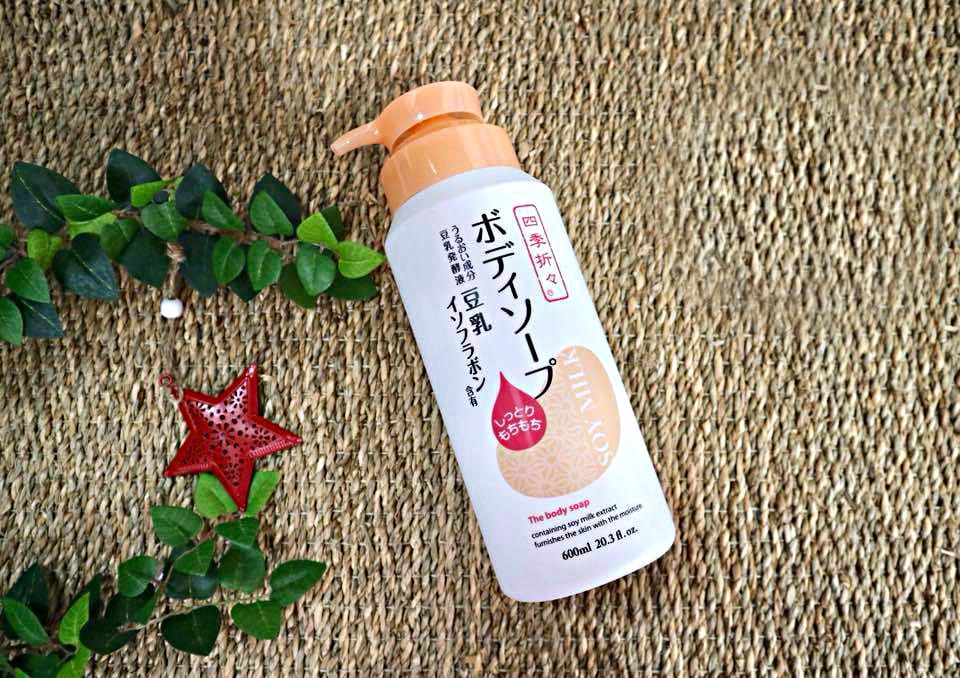 四季折々
ボディソープ
うるおい成分
豆乳発酵液
豆乳
イソフラボン
含有
しっとり
もちもち
SOY MILK
The body soap
containing soy milk extract
furnishes the skin with the moisture
600ml 20.3 fl. oz.